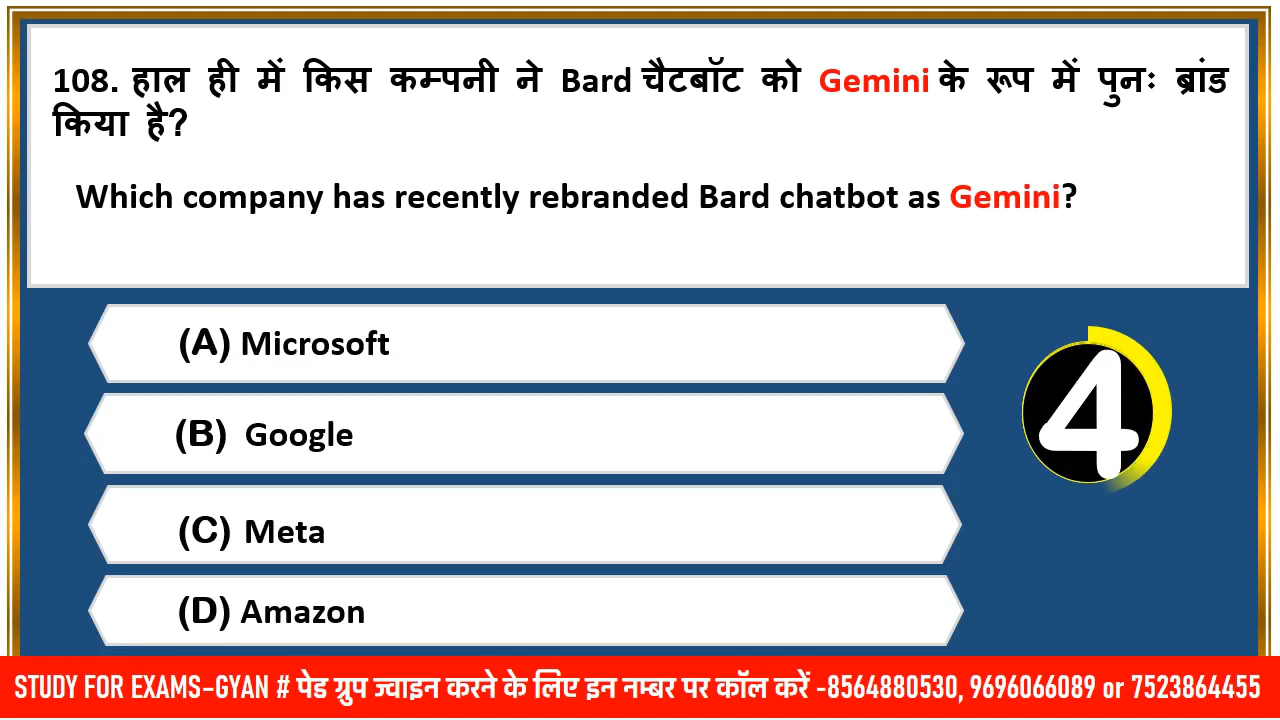 108. हाल ही में किस कम्पनी ने Bard चैटबॉट को Gemini के रूप में पुनः ब्रांड
किया है?
Which company has recently rebranded Bard chatbot as Gemini?
(A) Microsoft
(B) Google
4
(C) Meta
(D) Amazon
STUDY FOR EXAMS-GYAN # पेड ग्रुप ज्वाइन करने के लिए इन नम्बर पर कॉल करें -8564880530, 9696066089 or 7523864455